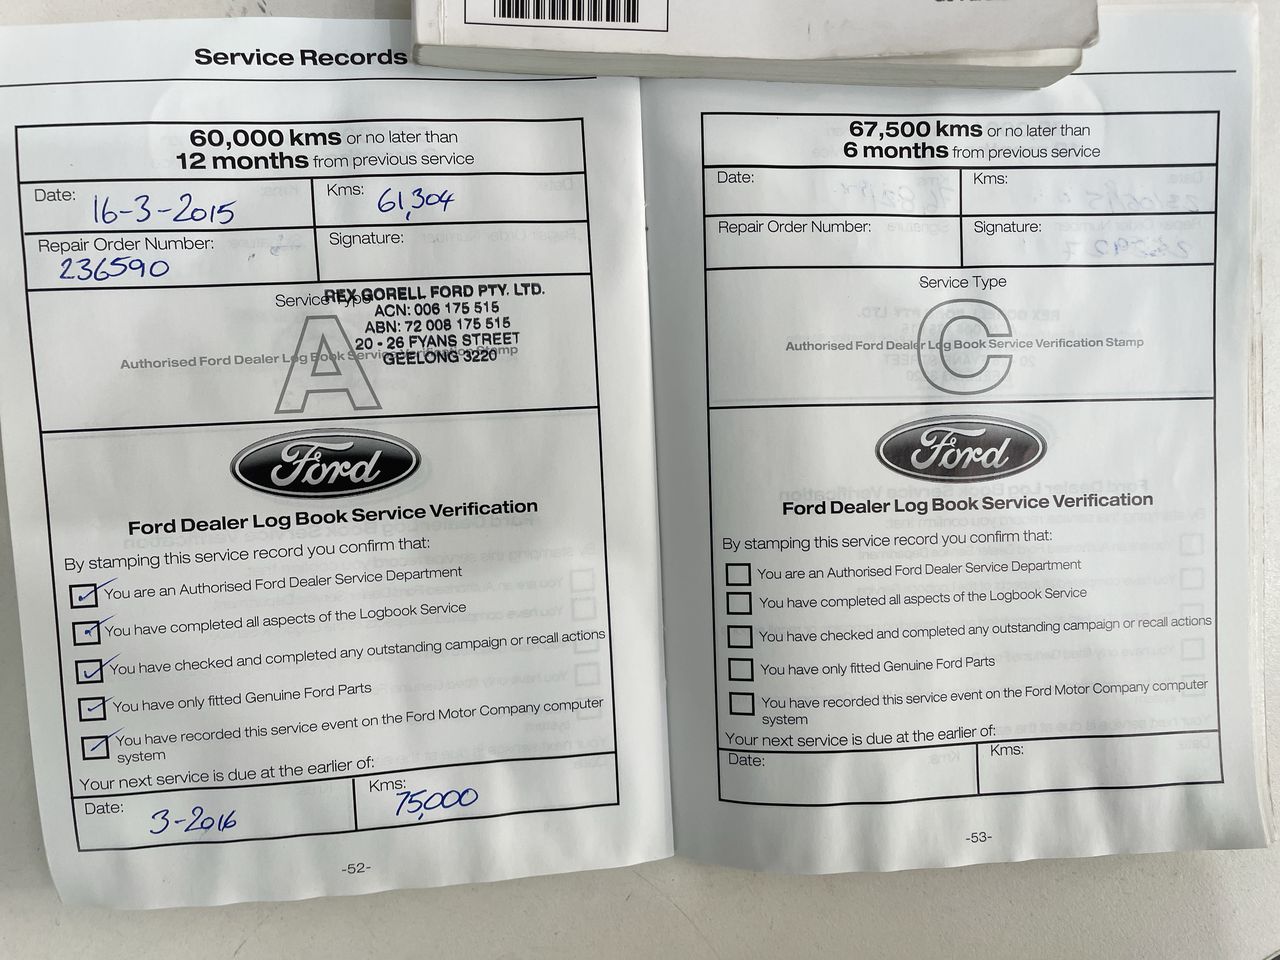 Service Records
60,000 kms or no later than
12 months from previous service
Date:
16-3-2015
Kms:
61,304
Repair Order Number:
236590
Signature:
Service Type
A
REX GORELL FORD PTY. LTD.
ACN: 006 175 515
ABN: 72 006 175 515
20 - 26 FYANS STREET
GEELONG 3220
Authorised Ford Dealer Log Book Service Verification Stamp
Ford
Ford Dealer Log Book Service Verification
By stamping this service record you confirm that:
You are an Authorised Ford Dealer Service Department
You have completed all aspects of the Logbook Service
You have checked and completed any outstanding campaign or recall actions
You have only fitted Genuine Ford Parts
You have recorded this service event on the Ford Motor Company computer
system
Your next service is due at the earlier of:
Date:
3-2016
Kms:
75,000
-52-
67,500 kms or no later than
6 months from previous service
Date:
Kms:
Repair Order Number:
Signature:
Service Type
C
Authorised Ford Dealer Log Book Service Verification Stamp
Ford
Ford Dealer Log Book Service Verification
By stamping this service record you confirm that:
You are an Authorised Ford Dealer Service Department
You have completed all aspects of the Logbook Service
You have checked and completed any outstanding campaign or recall actions
You have only fitted Genuine Ford Parts
You have recorded this service event on the Ford Motor Company computer
system
Your next service is due at the earlier of:
Date:
Kms:
-53-